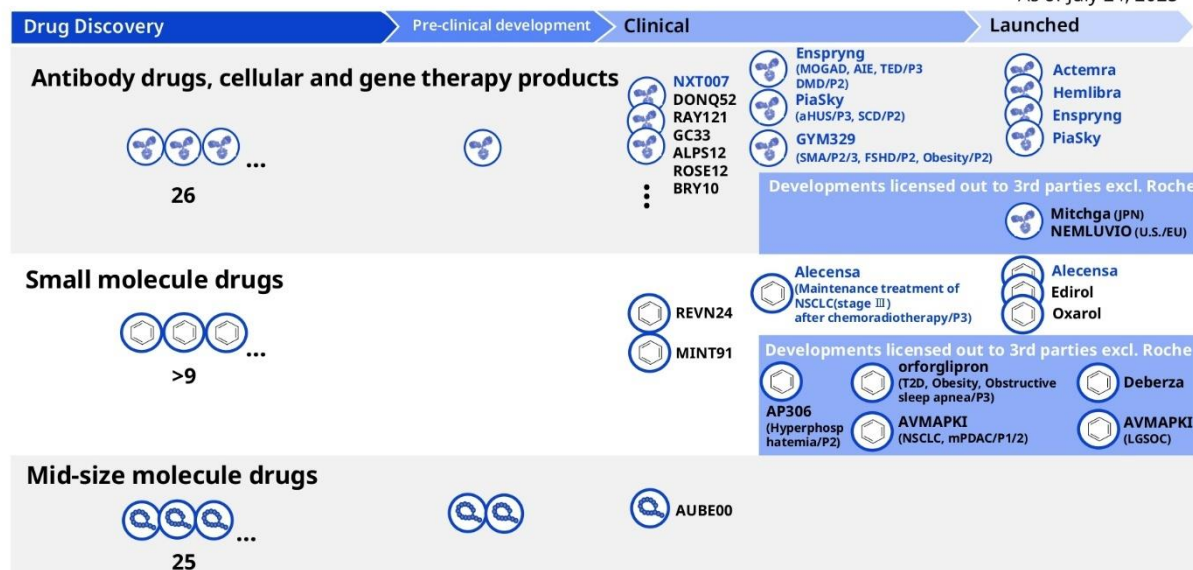 Drug Discovery
Pre-clinical development
Clinical
Launched
Antibody drugs, cellular and gene therapy products
...
26
NXT007
DONQ52
RAY121
GC33
ALPS12
ROSE12
BRY10
Enspryng
(MOGAD, AIE, TED/P3
DMD/P2)
PiaSky
(aHUS/P3, SCD/P2)
GYM329
(SMA/P2/3, FSHD/P2, Obesity/P2)
Actemra
Hemlibra
Enspryng
PiaSky
Developments licensed out to 3rd parties excl. Roche
Mitchga (JPN)
NEMLUVIO (U.S./EU)
Small molecule drugs
...
>9
REVN24
MINT91
Alecensa
(Maintenance treatment of
NSCLC(stage Ⅲ)
after chemoradiotherapy/P3)
Alecensa
Edirol
Oxarol
Developments licensed out to 3rd parties excl. Roche
AP306
(Hyperphosp
hatemia/P2)
orforglipron
(T2D, Obesity, Obstructive
sleep apnea/P3)
AVMAPKI
(NSCLC, mPDAC/P1/2)
Deberza
AVMAPKI
(LGSOC)
Mid-size molecule drugs
...
25
AUBE00